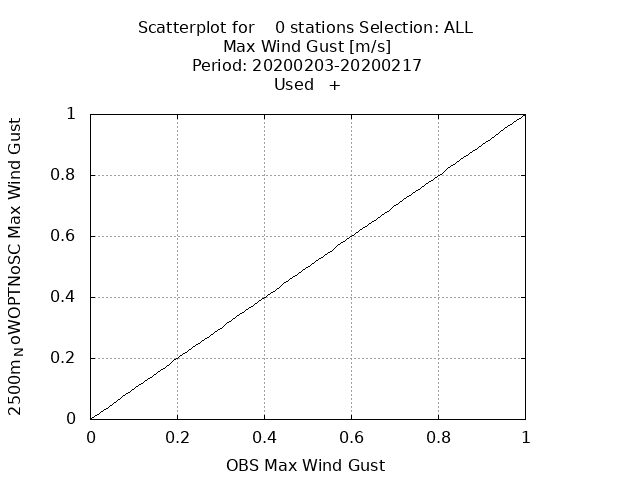 Scatterplot for    0 stations Selection: ALL
Max Wind Gust [m/s]
Period: 20200203-20200217
Used +
1
0.8
0.6
0.4
0.2
0
0 0.2 0.4 0.6 0.8 1
2500mNoWOPTNoSC Max Wind Gust
OBS Max Wind Gust